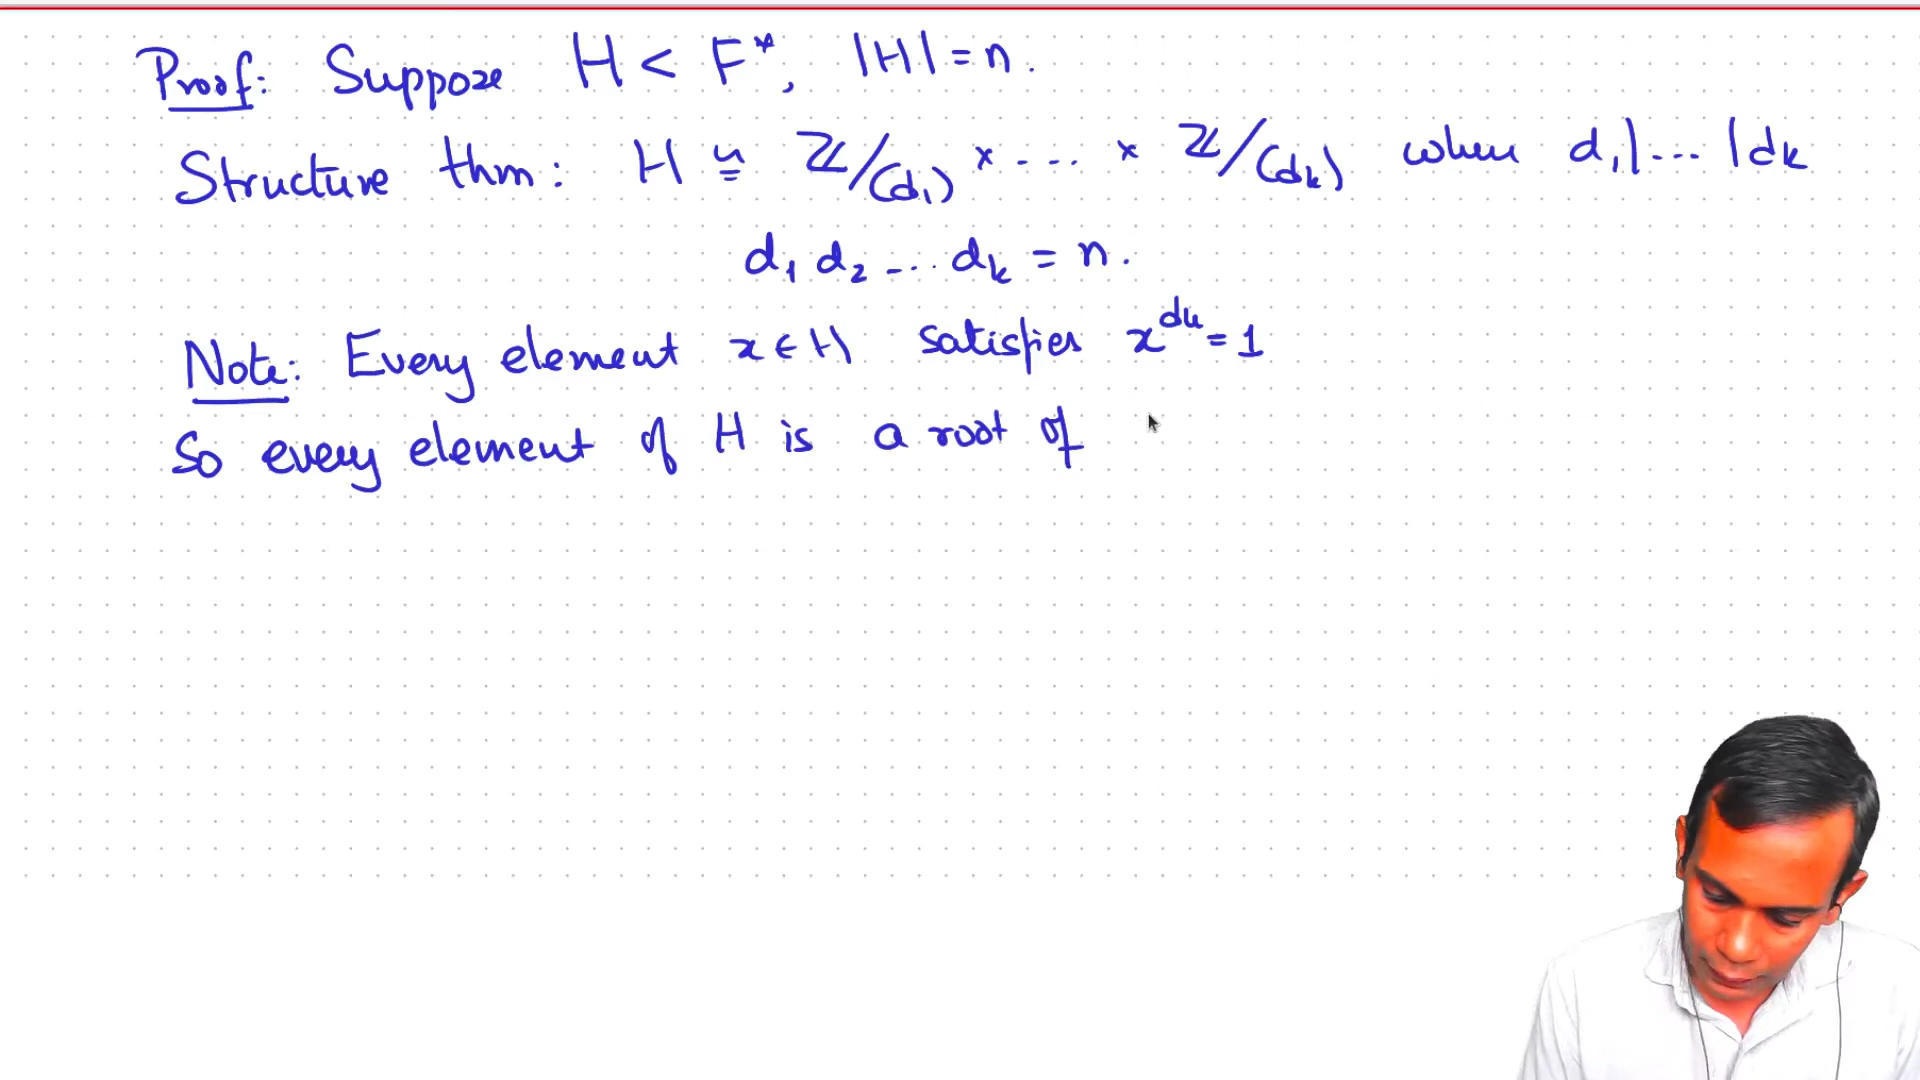 Proof: Suppose H < F*, |H| = n.
Structure thm: H ≅ ℤ/(d₁) × ... × ℤ/(dₖ) when d₁|...|dₖ
d₁ d₂ ... dₖ = n.
Note: Every element x ∈ H satisfies x^dₖ = 1
So every element of H is a root of